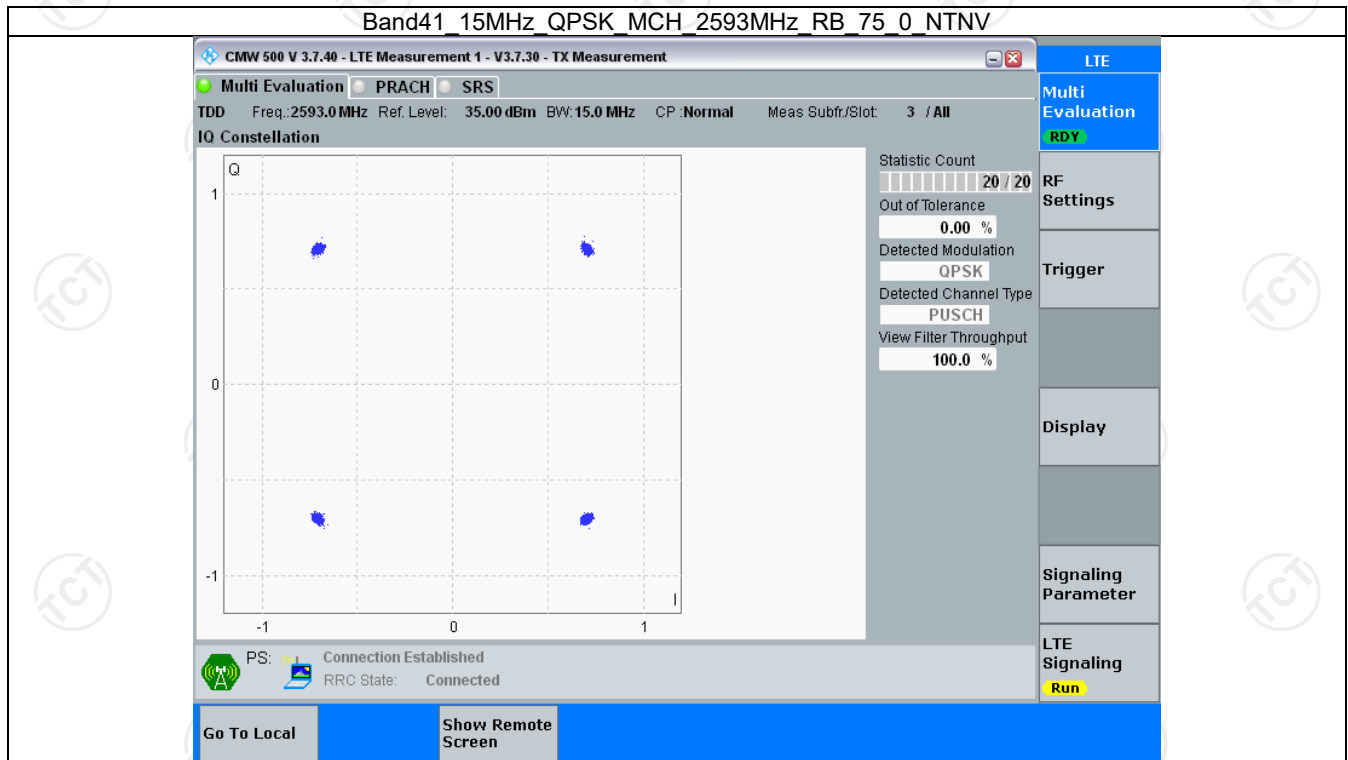 Band41_15MHz_QPSK_MCH_2593MHz_RB_75_0_NTNV
CMW 500 V 3.7.40 - LTE Measurement 1 - V3.7.30 - TX Measurement
LTE
Multi Evaluation PRACH SRS
TDD Freq.:2593.0 MHz Ref. Level: 35.00 dBm BW: 15.0 MHz CP :Normal Meas Subfr./Slot: 3 / All
IQ Constellation
Q
1
0
-1
I
-1 0 1
Statistic Count
20 / 20
Out of Tolerance
0.00 %
Detected Modulation
QPSK
Detected Channel Type
PUSCH
View Filter Throughput
100.0 %
Multi
Evaluation
RDY
RF
Settings
Trigger
Display
Signaling
Parameter
LTE
Signaling
Run
PS: Connection Established
RRC State: Connected
Go To Local
Show Remote
Screen
TCT
TCT
TCT
TCT